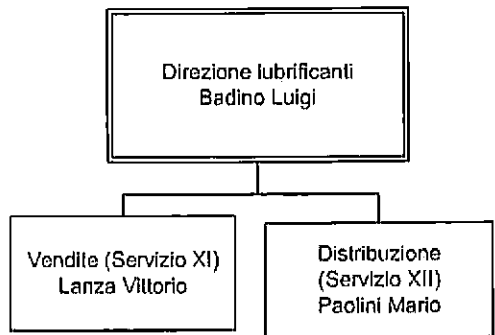 Direzione lubrificanti
Badino Luigi
Vendite (Servizio XI)
Lanza Vittorio
Distribuzione
(Servizio XII)
Paolini Mario